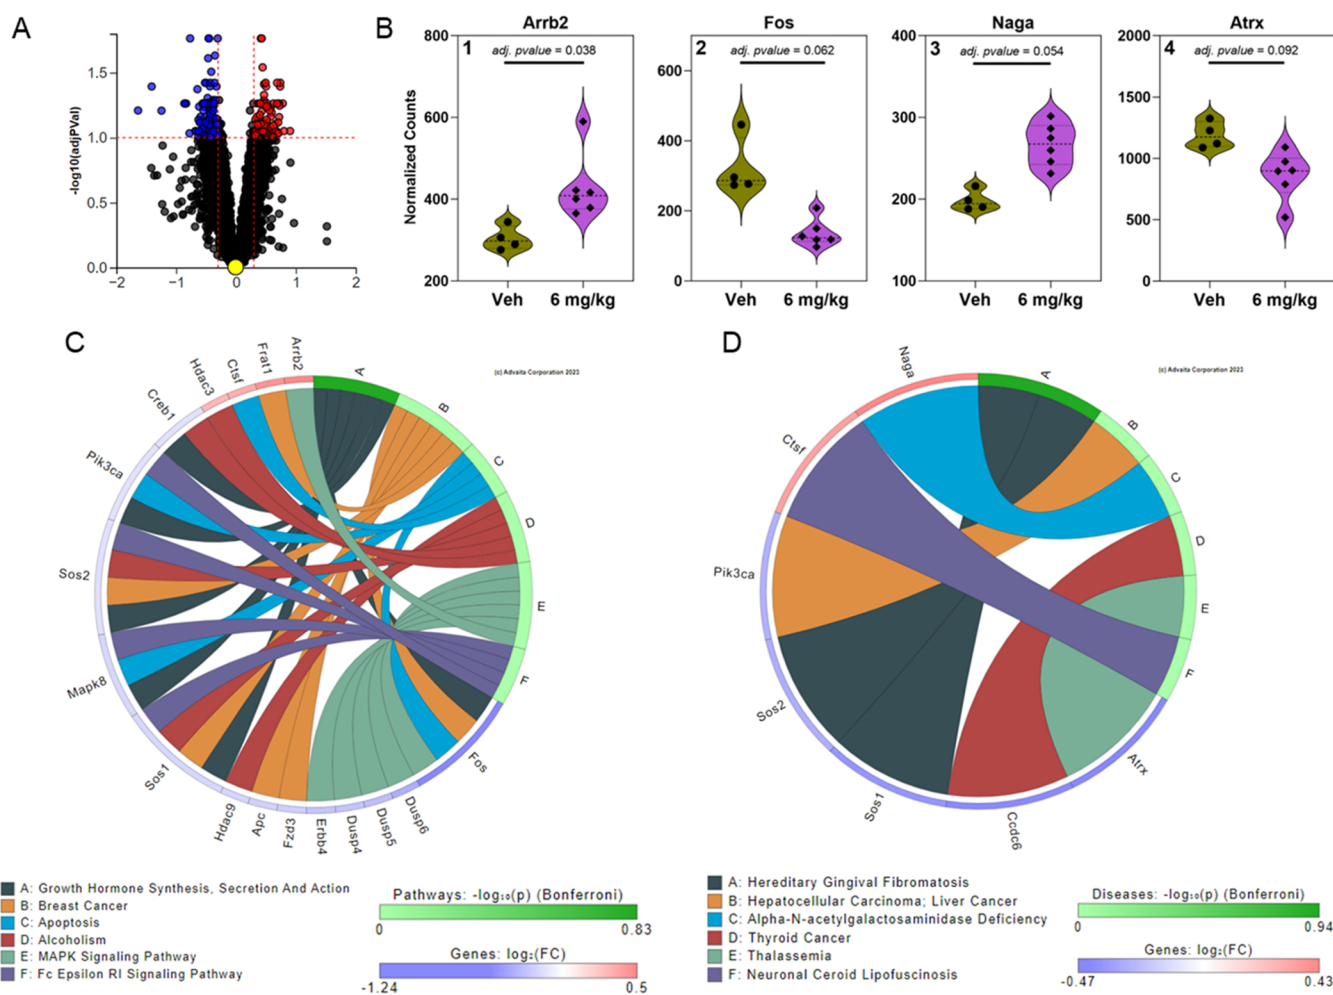 A
-log10(adjPVal)
1.5
1.0
0.5
0.0
−2
−1
0
1
2
B
Arrb2
1
adj. pvalue = 0.038
Normalized Counts
800
600
400
200
Veh
6 mg/kg
Fos
2
adj. pvalue = 0.062
600
400
200
0
Veh
6 mg/kg
Naga
3
adj. pvalue = 0.054
400
300
200
100
Veh
6 mg/kg
Atrx
4
adj. pvalue = 0.092
2000
1500
1000
500
0
Veh
6 mg/kg
C
(c) Advaita Corporation 2023
A
B
C
D
E
F
Fos
Dusp6
Dusp5
Dusp4
Erbb4
Fzd3
Apc
Hdac9
Sos1
Mapk8
Sos2
Pik3ca
Creb1
Hdac3
Ctsf
Frat1
Arrb2
A: Growth Hormone Synthesis, Secretion And Action
B: Breast Cancer
C: Apoptosis
D: Alcoholism
E: MAPK Signaling Pathway
F: Fc Epsilon RI Signaling Pathway
Pathways: -log₁₀(p) (Bonferroni)
0
0.83
Genes: log₂(FC)
-1.24
0.5
D
(c) Advaita Corporation 2023
A
B
C
D
E
F
Atrx
Ccdc6
Sos1
Sos2
Pik3ca
Ctsf
Naga
A: Hereditary Gingival Fibromatosis
B: Hepatocellular Carcinoma; Liver Cancer
C: Alpha-N-acetylgalactosaminidase Deficiency
D: Thyroid Cancer
E: Thalassemia
F: Neuronal Ceroid Lipofuscinosis
Diseases: -log₁₀(p) (Bonferroni)
0
0.94
Genes: log₂(FC)
-0.47
0.43